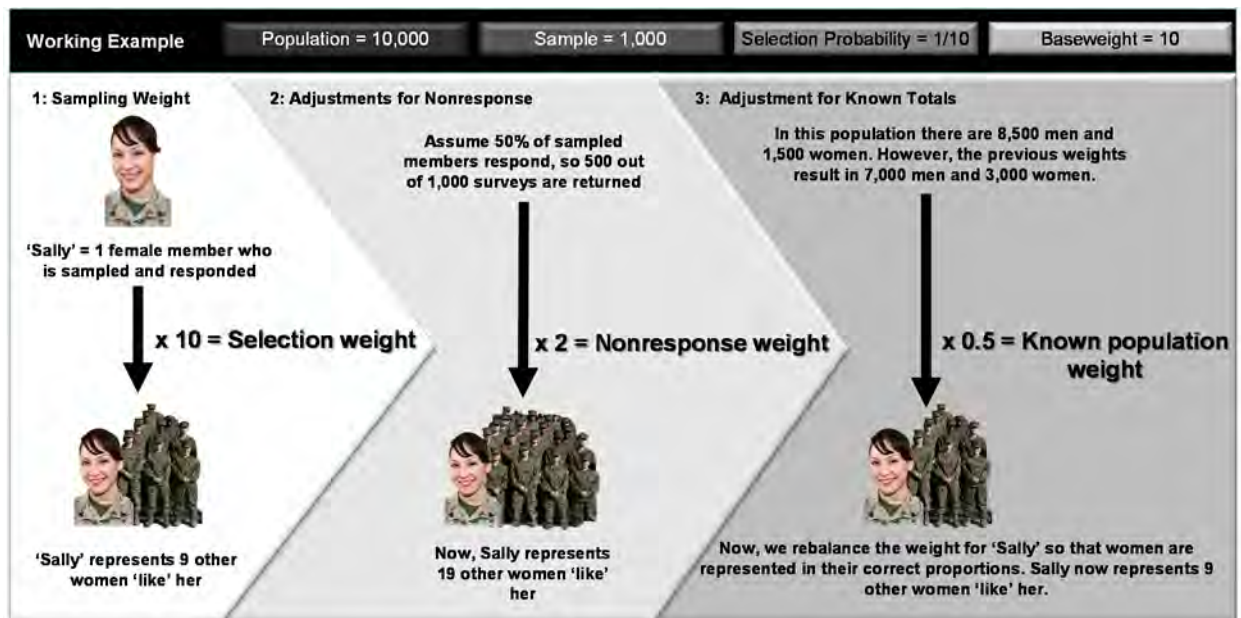 Working Example
Population = 10,000
Sample = 1,000
Selection Probability = 1/10
Baseweight = 10
1: Sampling Weight
‘Sally’ = 1 female member who
is sampled and responded
x 10 = Selection weight
‘Sally’ represents 9 other
women ‘like’ her
2: Adjustments for Nonresponse
Assume 50% of sampled
members respond, so 500 out
of 1,000 surveys are returned
x 2 = Nonresponse weight
Now, Sally represents
19 other women ‘like’
her
3: Adjustment for Known Totals
In this population there are 8,500 men and
1,500 women. However, the previous weights
result in 7,000 men and 3,000 women.
x 0.5 = Known population
weight
Now, we rebalance the weight for ‘Sally’ so that women are
represented in their correct proportions. Sally now represents 9
other women ‘like’ her.